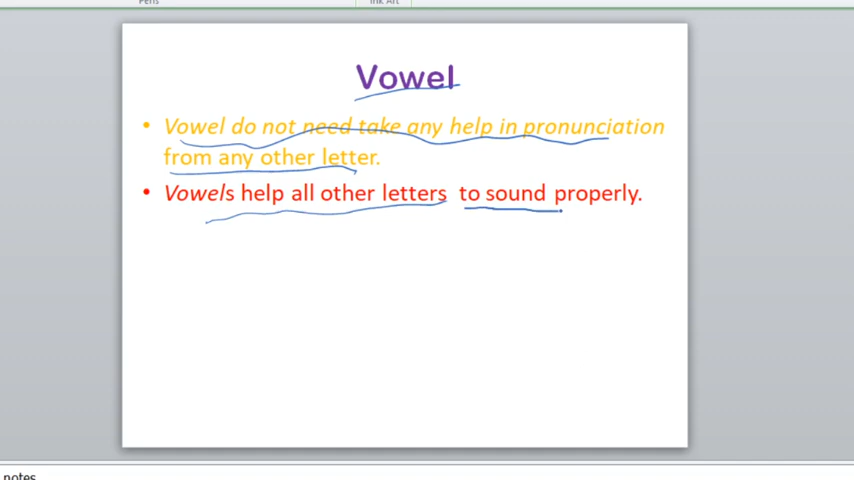 Pens
Ink Art
Vowel
• Vowel do not need take any help in pronunciation
from any other letter.
• Vowels help all other letters to sound properly.
notes